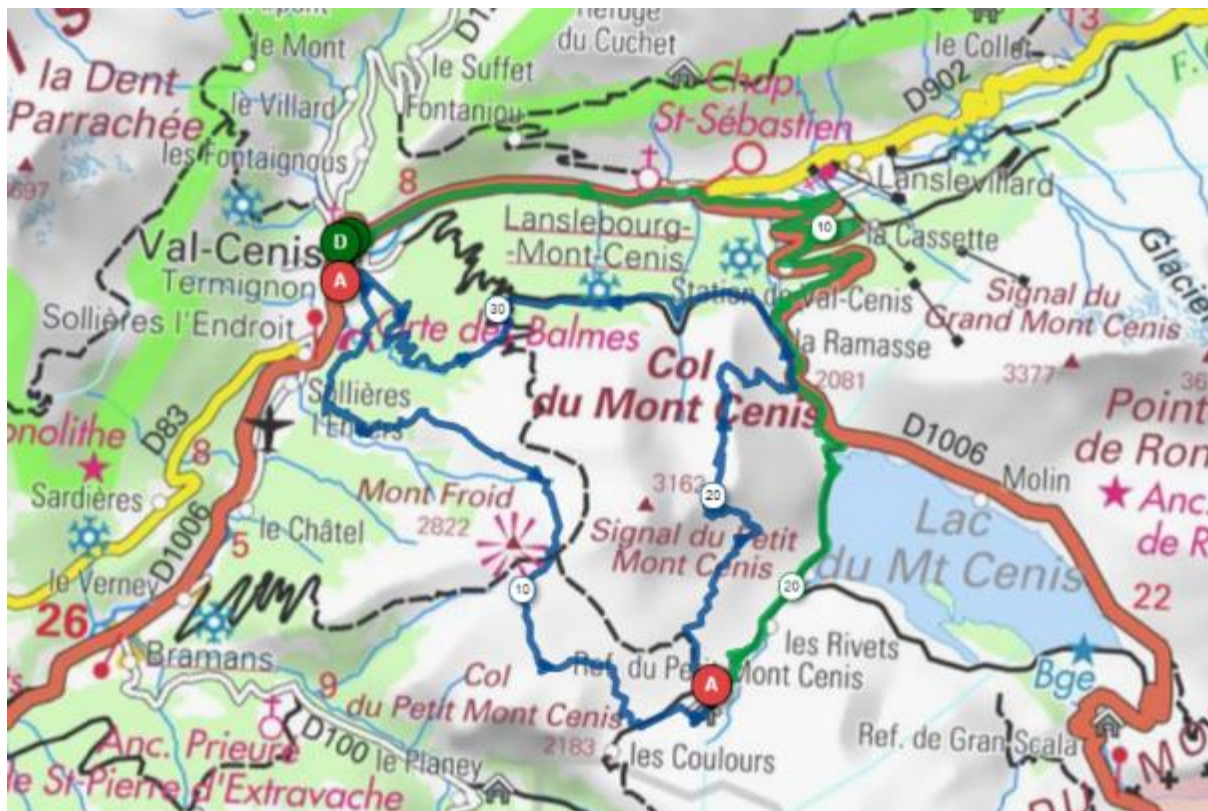 Refuge
du Cuchet
13
le Mont
le Collet
la Dent
Parrachée
le Suffet
le Villard
Fontaniou
Chap.
St-Sébastien
D902
F.
les Fontaignous
8
Lanslevillard
D
Val-Cenis
Termignon
A
Lanslebourg-
-Mont-Cenis
10
la Cassette
Glacier
Sollières l'Endroit
30
Station de Val-Cenis
Signal du
Grand Mont Cenis
3377
Grotte des Balmes
la Ramasse
2081
Col
du Mont Cenis
Sollières
l'Envers
D83
D1006
Point
de Ron
8
Sardières
Mont Froid
2822
3162
20
Molin
Anc.
de R
Signal du Petit
Mont Cenis
Lac
du Mt Cenis
D1006
5
le Châtel
le Verney
10
20
22
26
Bramans
les Rivets
Ref. du Petit Mont Cenis
A
Bge
9
Col
du Petit Mont Cenis
2183
Ref. de Gran Scala
Anc. Prieuré
de St-Pierre d'Extravache
D100
le Planey
les Coulours